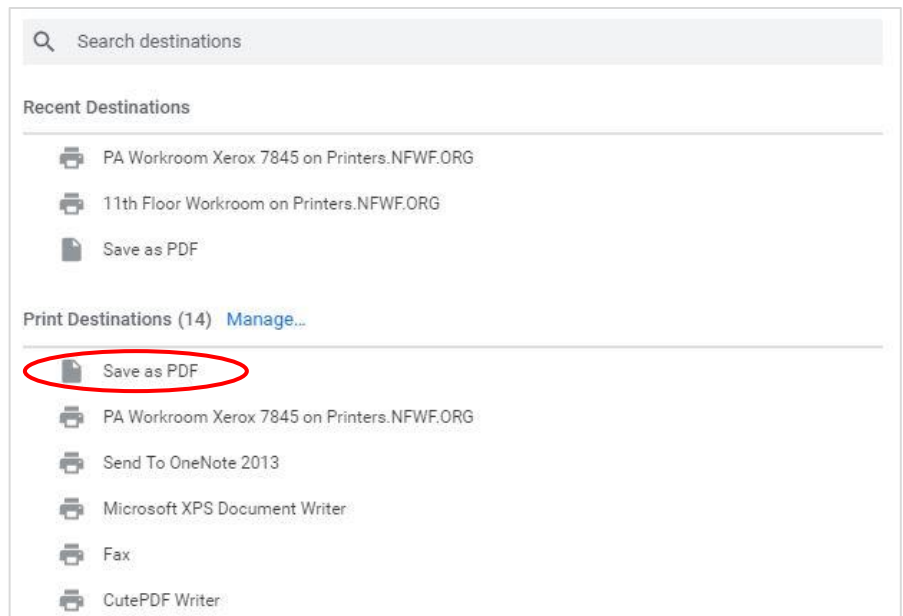 Search destinations
Recent Destinations
PA Workroom Xerox 7845 on Printers.NFWF.ORG
11th Floor Workroom on Printers.NFWF.ORG
Save as PDF
Print Destinations (14) Manage...
Save as PDF
PA Workroom Xerox 7845 on Printers.NFWF.ORG
Send To OneNote 2013
Microsoft XPS Document Writer
Fax
CutePDF Writer